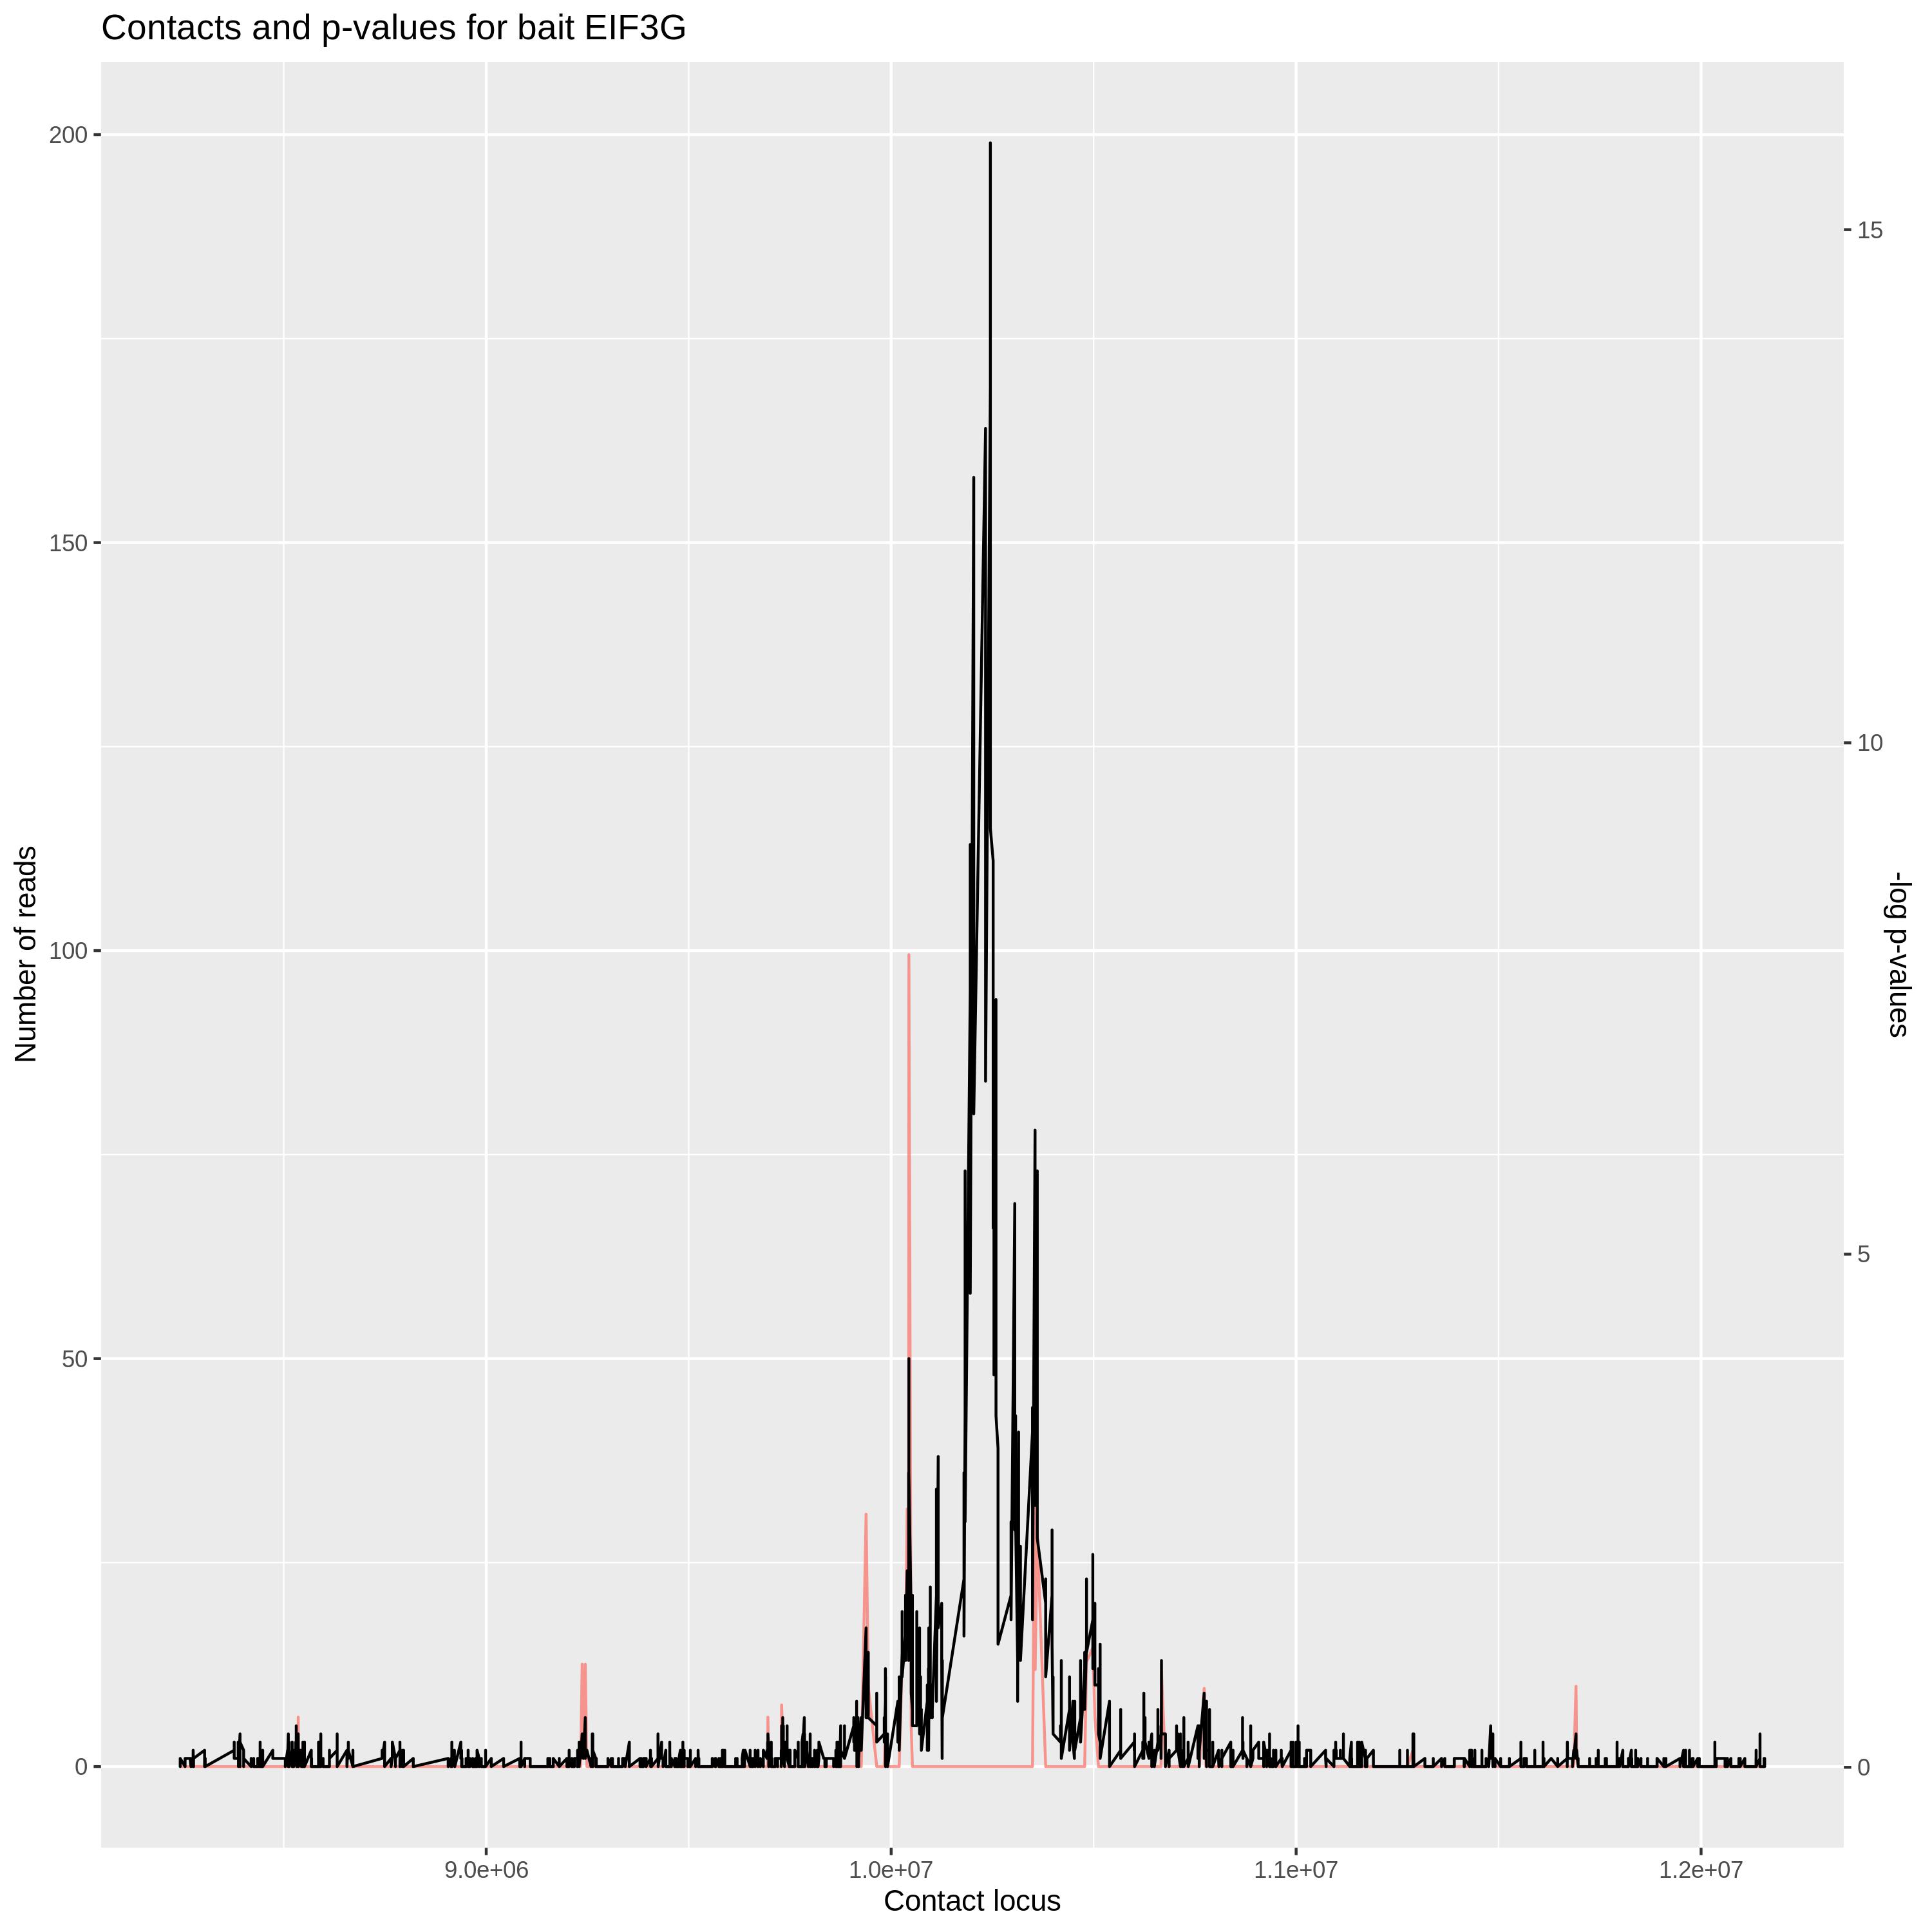 Contacts and p-values for bait EIF3G
200
150
100
50
0
Number of reads
15
10
5
0
-log p-values
9.0e+06
1.0e+07
1.1e+07
1.2e+07
Contact locus